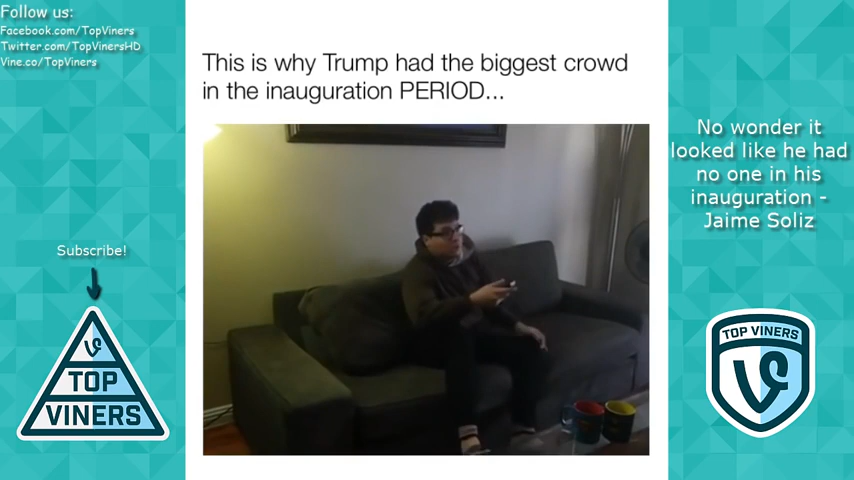 Follow us:
Facebook.com/TopViners
Twitter.com/TopVinersHD
Vine.co/TopViners
This is why Trump had the biggest crowd
in the inauguration PERIOD...
No wonder it
looked like he had
no one in his
inauguration -
Jaime Soliz
Subscribe!
TOP
VINERS
TOP VINERS